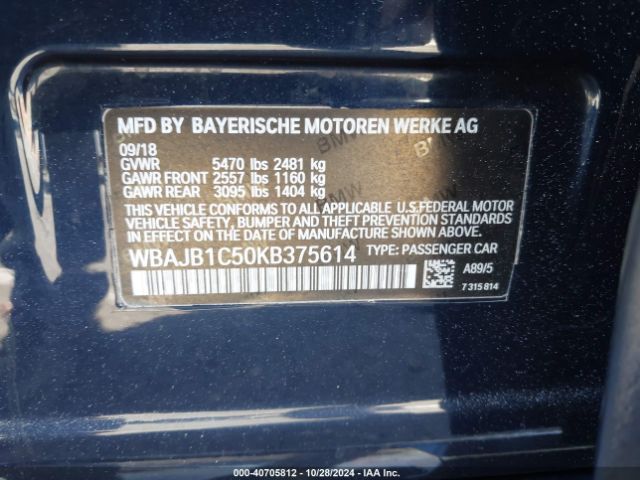 MFD BY BAYERISCHE MOTOREN WERKE AG
09/18
GVWR 5470 lbs 2481 kg
GAWR FRONT 2557 lbs 1160 kg
GAWR REAR 3095 lbs 1404 kg
THIS VEHICLE CONFORMS TO ALL APPLICABLE U.S.FEDERAL MOTOR
VEHICLE SAFETY, BUMPER, AND THEFT PREVENTION STANDARDS
IN EFFECT ON THE DATE OF MANUFACTURE SHOWN ABOVE.
WBAJB1C50KB375614 TYPE: PASSENGER CAR
A89/5
7 315 814
000-40705812 - 10/28/2024 - IAA Inc.